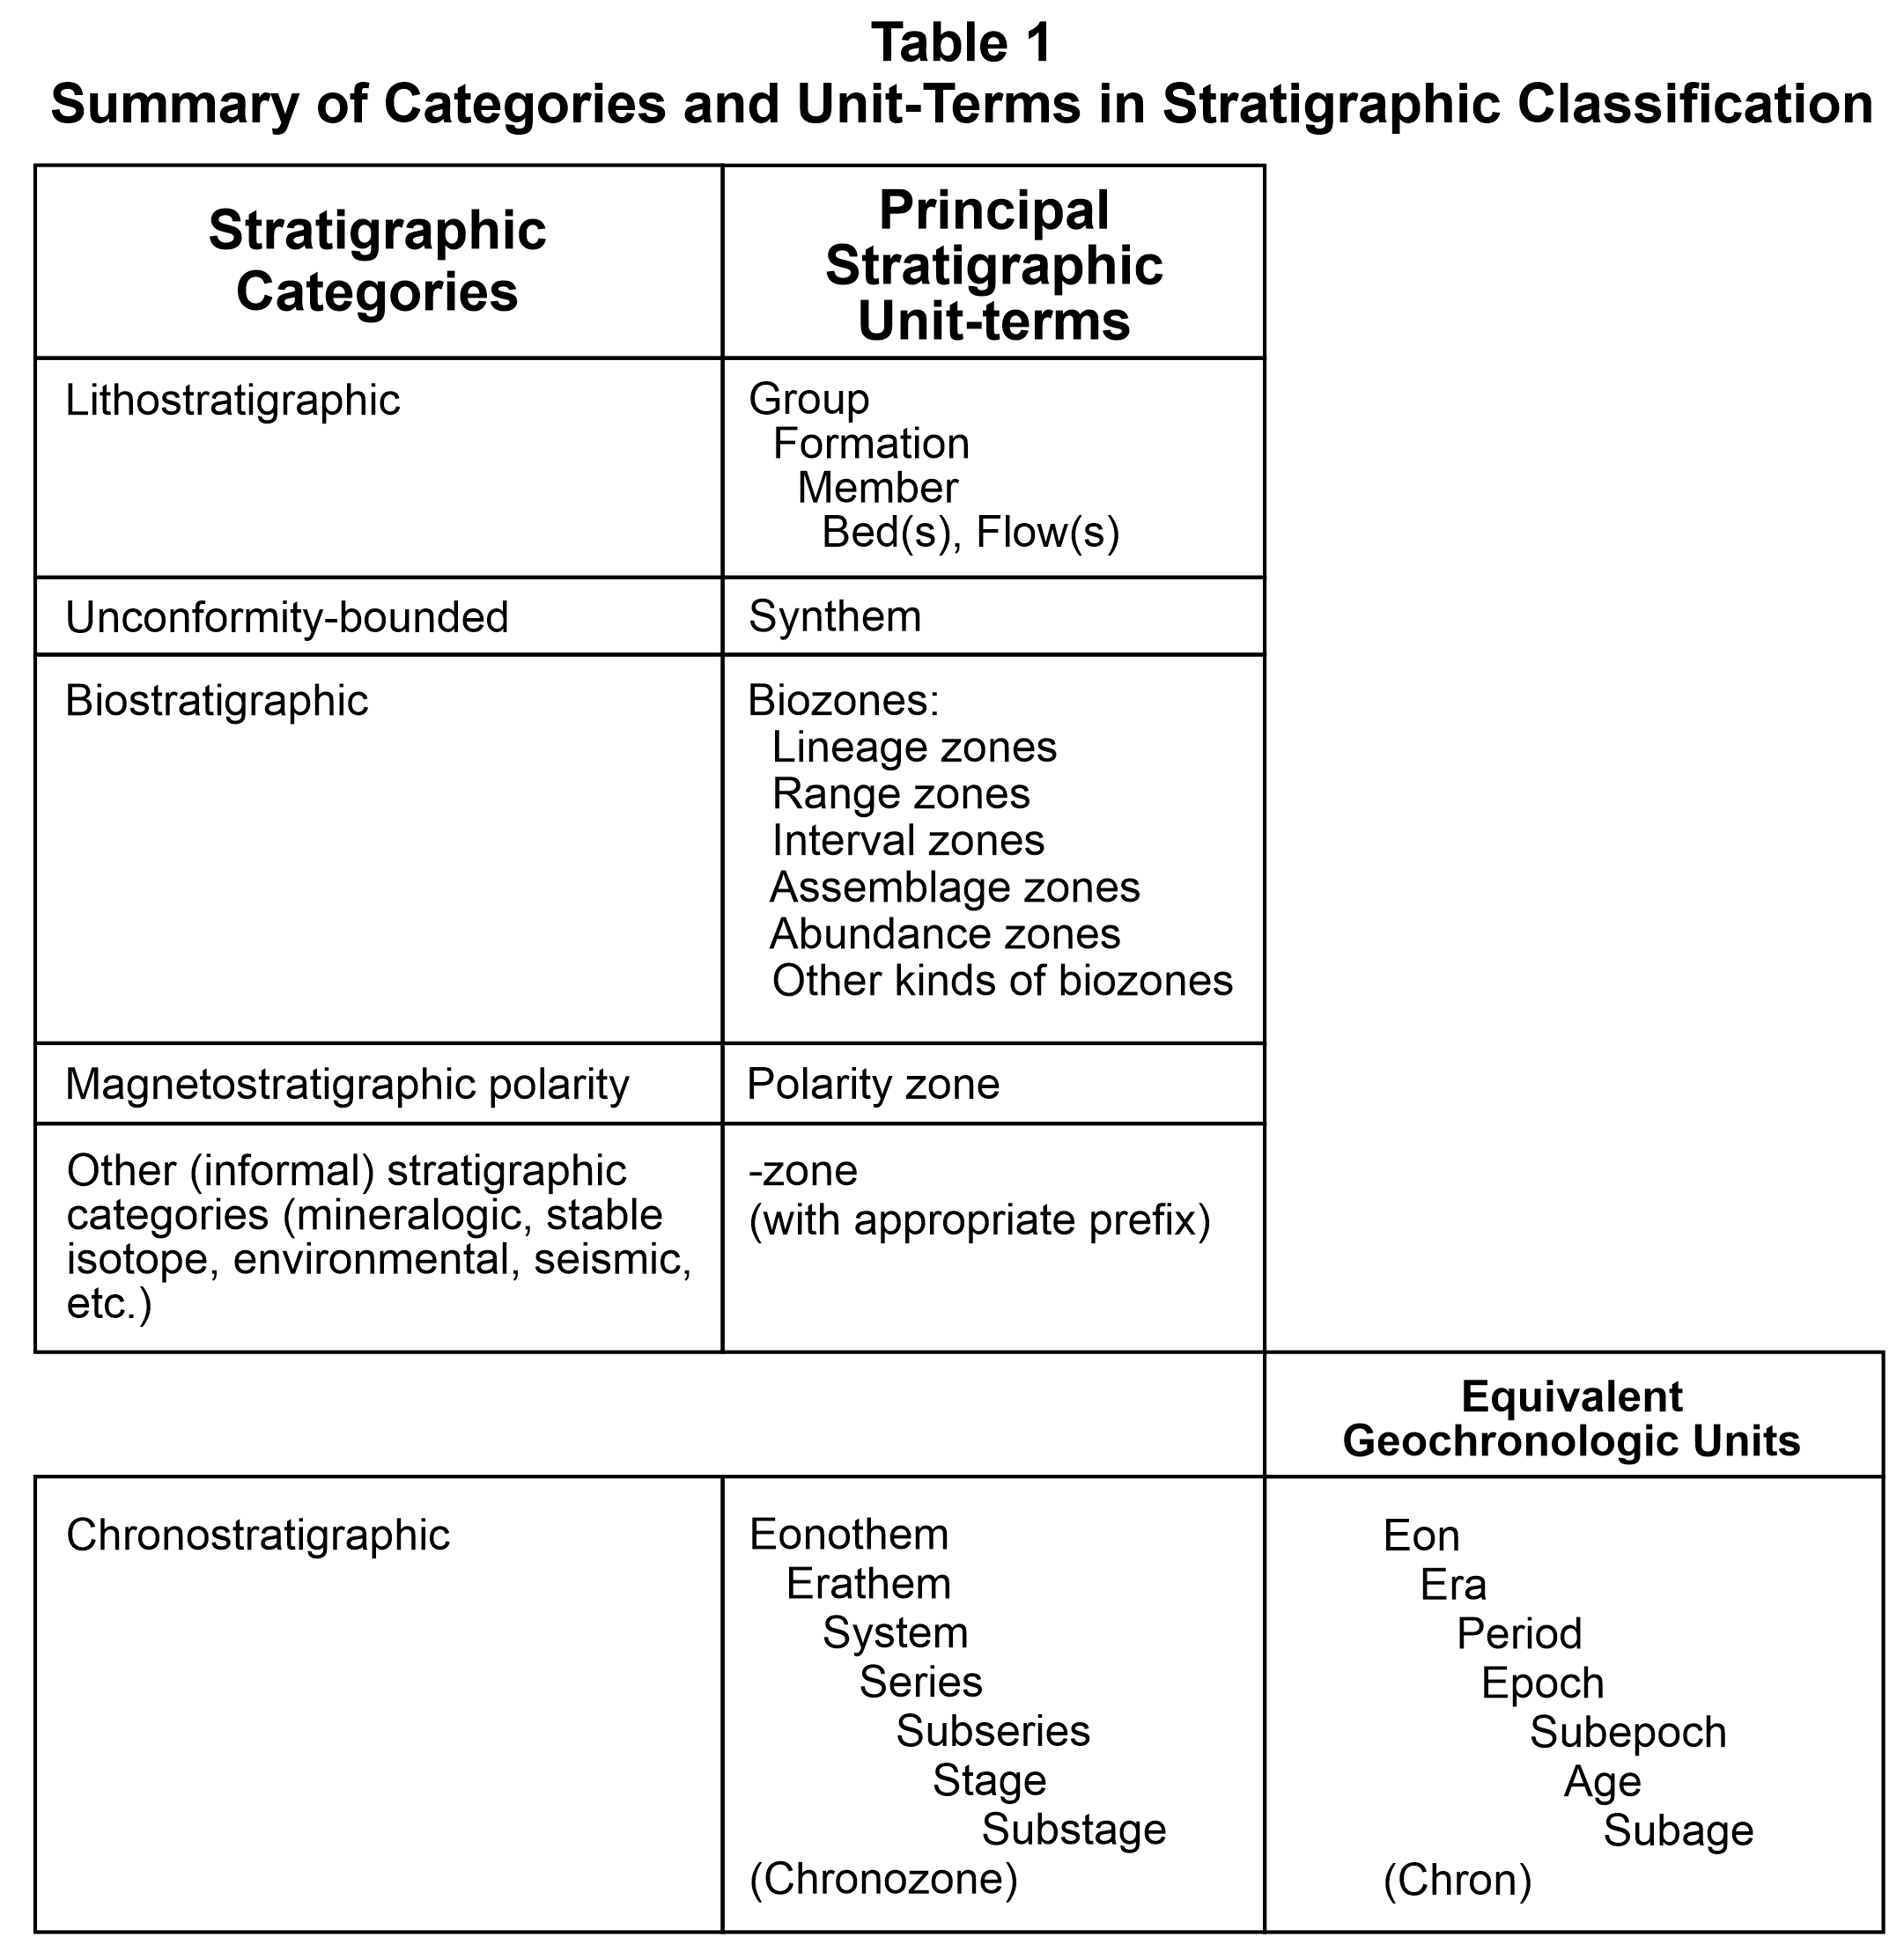 Table 1
Summary of Categories and Unit-Terms in Stratigraphic Classification
Stratigraphic
Categories
Principal
Stratigraphic
Unit-terms
Lithostratigraphic
Group
Formation
Member
Bed(s), Flow(s)
Unconformity-bounded
Synthem
Biostratigraphic
Biozones:
Lineage zones
Range zones
Interval zones
Assemblage zones
Abundance zones
Other kinds of biozones
Magnetostratigraphic polarity
Polarity zone
Other (informal) stratigraphic
categories (mineralogic, stable
isotope, environmental, seismic,
etc.)
-zone
(with appropriate prefix)
Equivalent
Geochronologic Units
Chronostratigraphic
Eonothem
Erathem
System
Series
Subseries
Stage
Substage
(Chronozone)
Eon
Era
Period
Epoch
Subepoch
Age
Subage
(Chron)